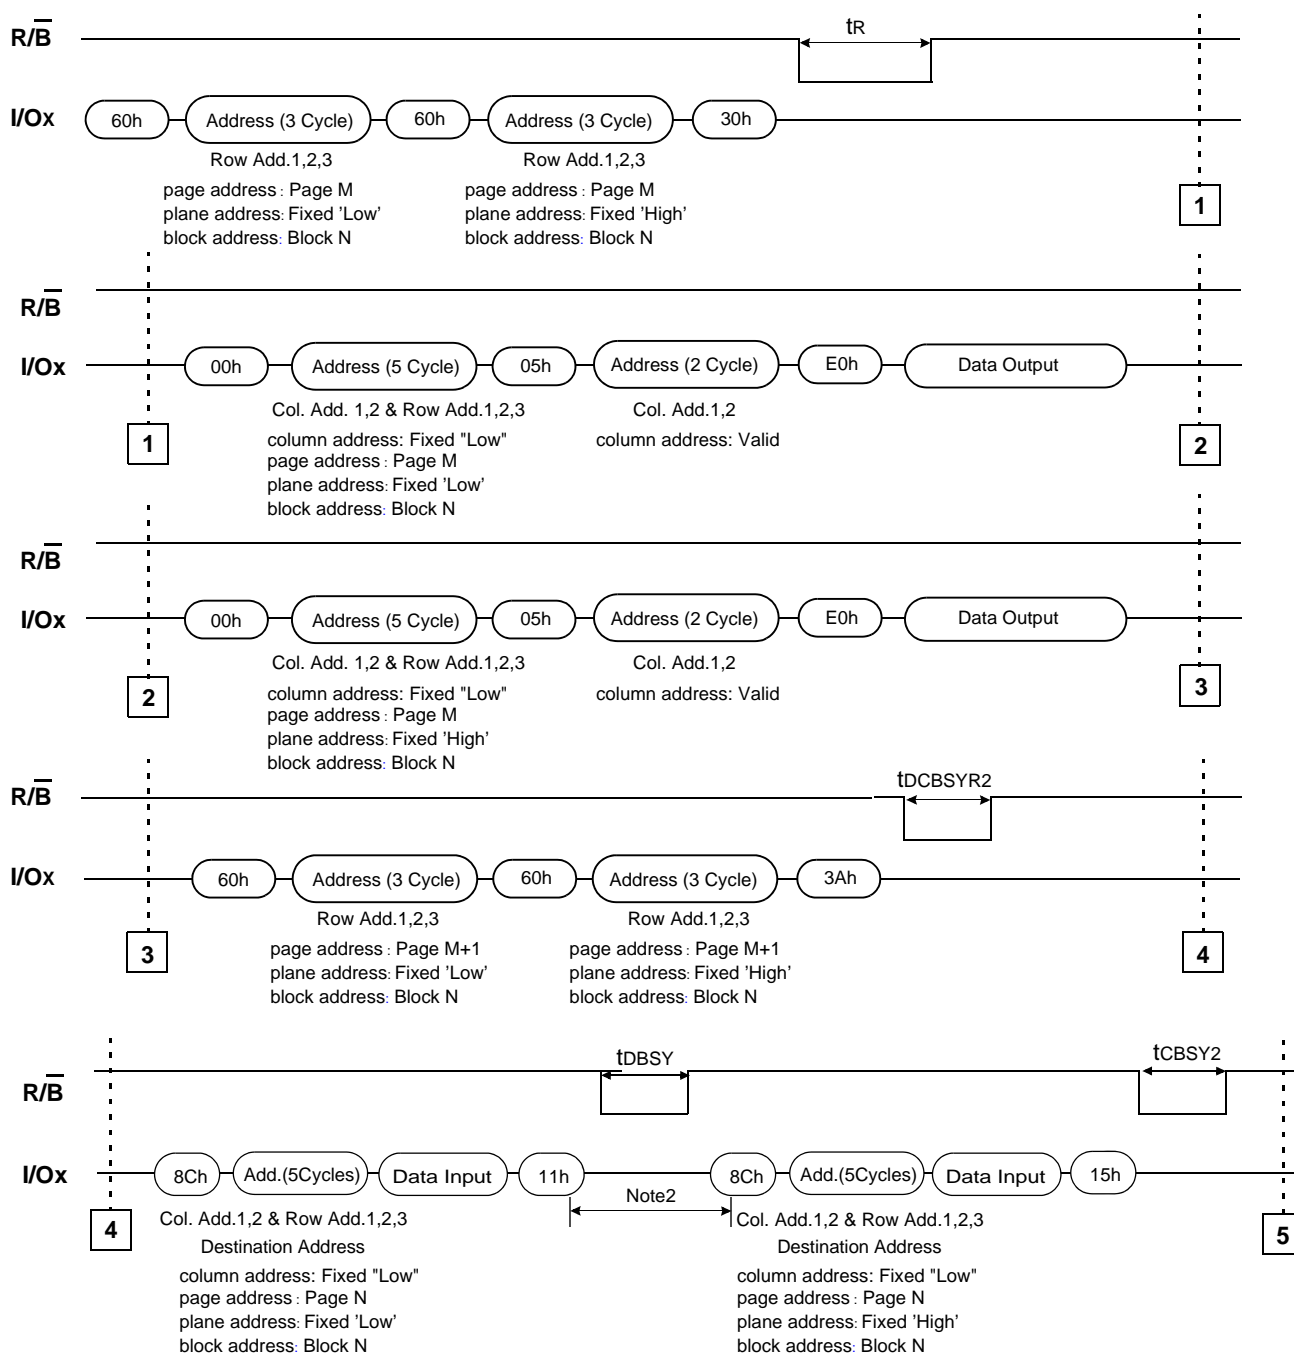 R/B
tR
I/Ox
60h Address (3 Cycle) 60h Address (3 Cycle) 30h
Row Add.1,2,3 Row Add.1,2,3
page address : Page M page address : Page M
plane address: Fixed 'Low' plane address: Fixed 'High'
block address: Block N block address: Block N
1
R/B
I/Ox
00h Address (5 Cycle) 05h Address (2 Cycle) E0h Data Output
Col. Add. 1,2 & Row Add.1,2,3 Col. Add.1,2
column address: Fixed "Low" column address: Valid
page address : Page M
plane address: Fixed 'Low'
block address: Block N
1 2
R/B
I/Ox
00h Address (5 Cycle) 05h Address (2 Cycle) E0h Data Output
Col. Add. 1,2 & Row Add.1,2,3 Col. Add.1,2
column address: Fixed "Low" column address: Valid
page address : Page M
plane address: Fixed 'High'
block address: Block N
2 3
R/B
tDCBSYR2
I/Ox
60h Address (3 Cycle) 60h Address (3 Cycle) 3Ah
Row Add.1,2,3 Row Add.1,2,3
page address : Page M+1 page address : Page M+1
plane address: Fixed 'Low' plane address: Fixed 'High'
block address: Block N block address: Block N
3 4
R/B
tDBSY tCBSY2
I/Ox
8Ch Add.(5Cycles) Data Input 11h 8Ch Add.(5Cycles) Data Input 15h
Note2
Col. Add.1,2 & Row Add.1,2,3 Col. Add.1,2 & Row Add.1,2,3
4 5
Destination Address Destination Address
column address: Fixed "Low" column address: Fixed "Low"
page address : Page N page address : Page N
plane address: Fixed 'Low' plane address: Fixed 'High'
block address: Block N block address: Block N